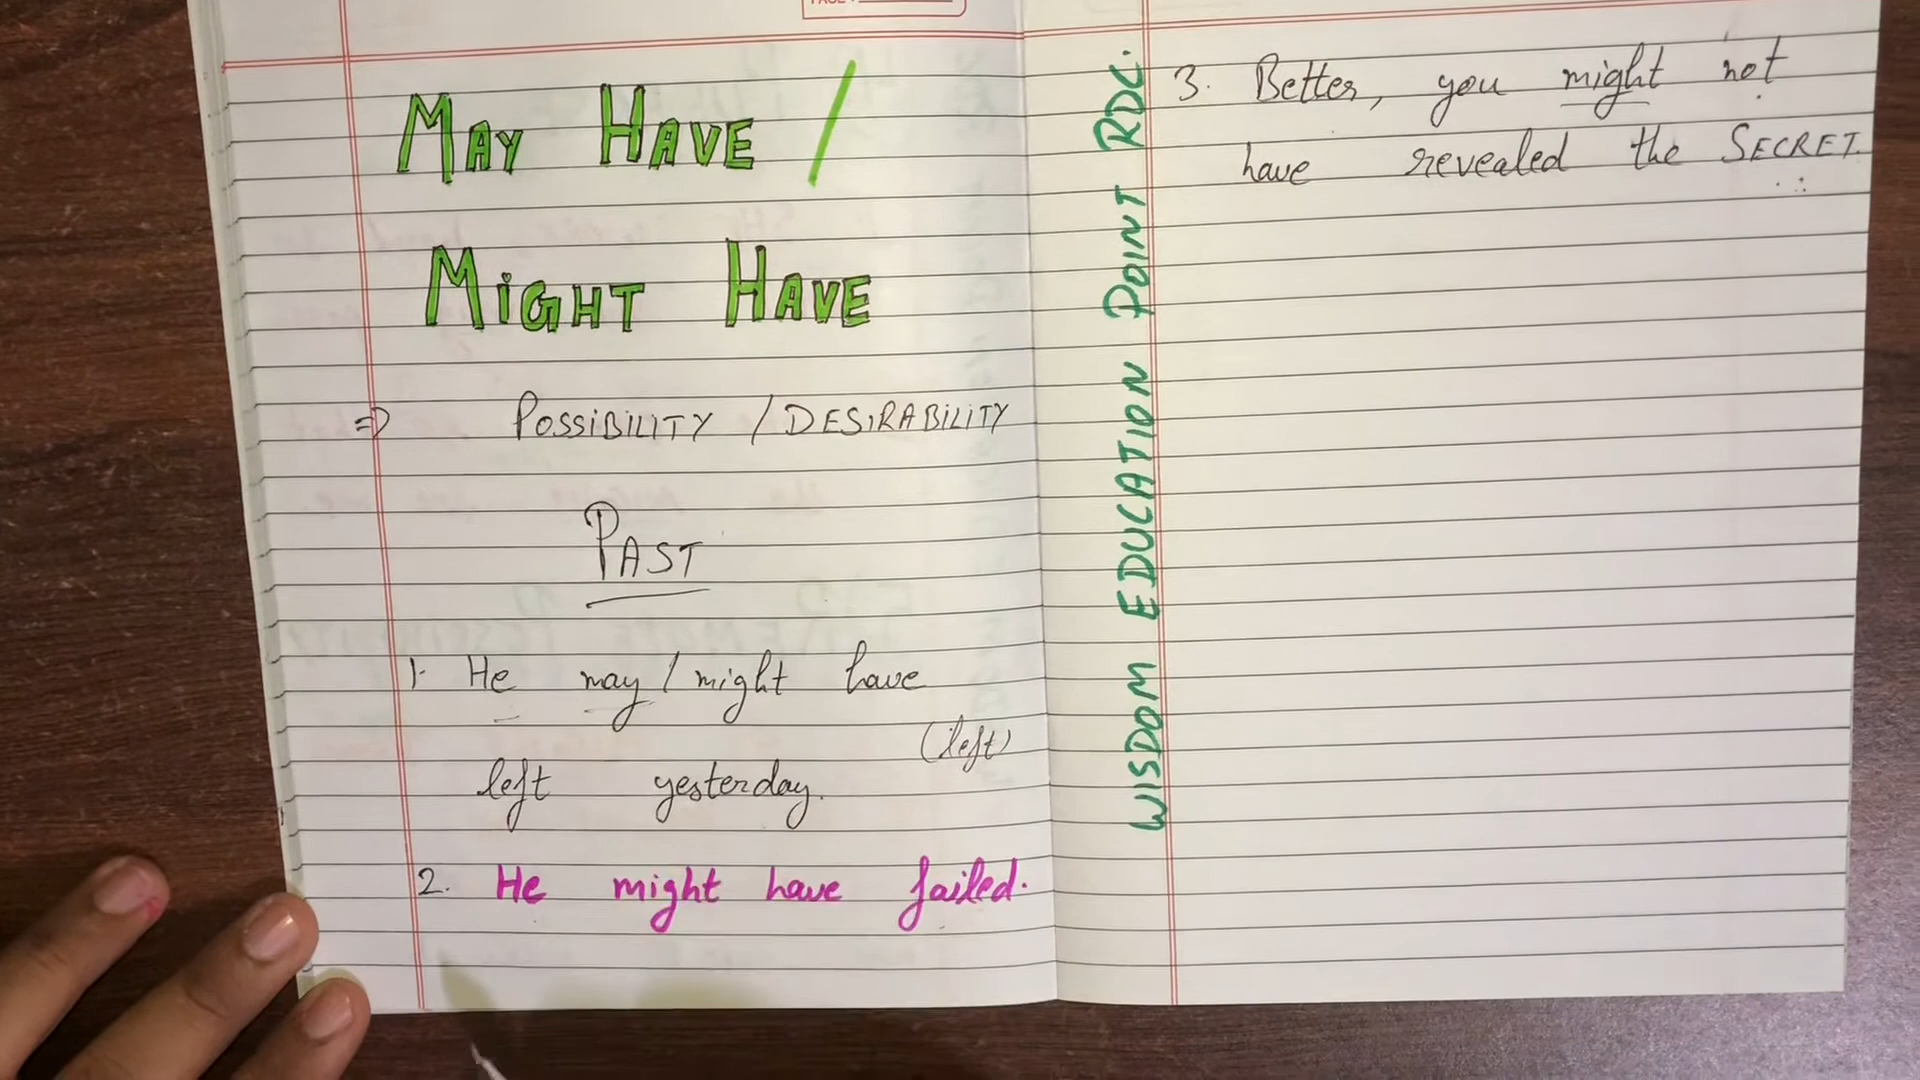 MAY HAVE /
MIGHT HAVE
⇒ POSSIBILITY / DESIRABILITY
PAST
1. He may / might have
(left)
left yesterday.
2. He might have failed.
WISDOM EDUCATION POINT RDC.
3. Better, you might not
have revealed the SECRET.